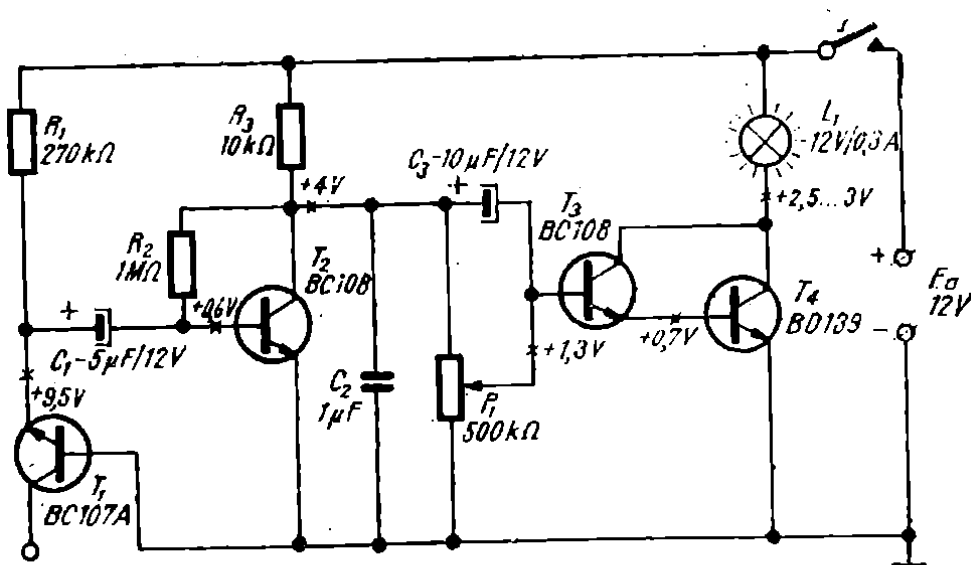 R₁
270kΩ
R₃
10kΩ
C₃-10µF/12V
+
L₁
12V/0,3A
+2,5...3V
+4V
T₃
BC108
R₂
1MΩ
T₂
BC108
+
+0,6V
C₁-5µF/12V
+9,5V
C₂
1µF
P₁
500kΩ
+1,3V
+0,7V
T₄
BD139
+
12V
-
T₁
BC107A